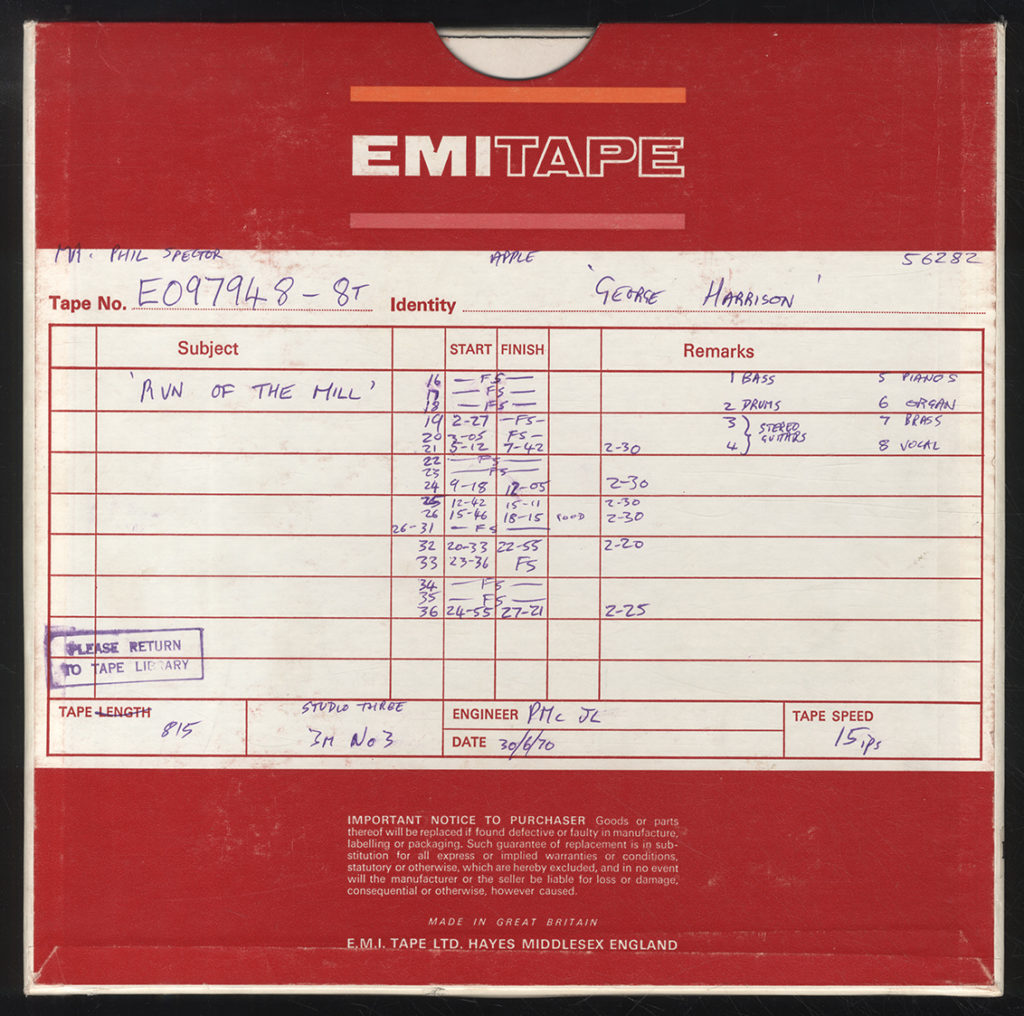 EMITAPE
MR. PHIL SPECTOR APPLE 56282
Tape No. E097948-8T Identity 'GEORGE HARRISON'
Subject START FINISH Remarks
'RUN OF THE MILL' 16 — FS — 1 BASS 5 PIANOS
17 — FS —
18 — FS — 2 DRUMS 6 ORGAN
19 2-27 —FS— 3 } STEREO GUITARS 7 BRASS
20 3-05 FS—
21 5-12 7-42 2-30 4 8 VOCAL
22 — FS —
23 — FS —
24 9-18 12-05 2-30
25 12-42 15-11 2-30
26 15-46 18-15 GOOD 2-30
26-31 — FS —
32 20-33 22-55 2-20
33 23-36 FS
34 — FS —
35 — FS —
36 24-55 27-21 2-25
PLEASE RETURN
TO TAPE LIBRARY
TAPE LENGTH 815
STUDIO THREE
3M No 3
ENGINEER PMc JL
DATE 30/6/70
TAPE SPEED
15 ips
IMPORTANT NOTICE TO PURCHASER Goods or parts
thereof will be replaced if found defective or faulty in manufacture,
labelling or packaging. Such guarantee of replacement is in sub-
stitution for all express or implied warranties or conditions,
statutory or otherwise, which are hereby excluded, and in no event
will the manufacturer or the seller be liable for loss or damage,
consequential or otherwise, however caused.
MADE IN GREAT BRITAIN
E.M.I. TAPE LTD. HAYES MIDDLESEX ENGLAND